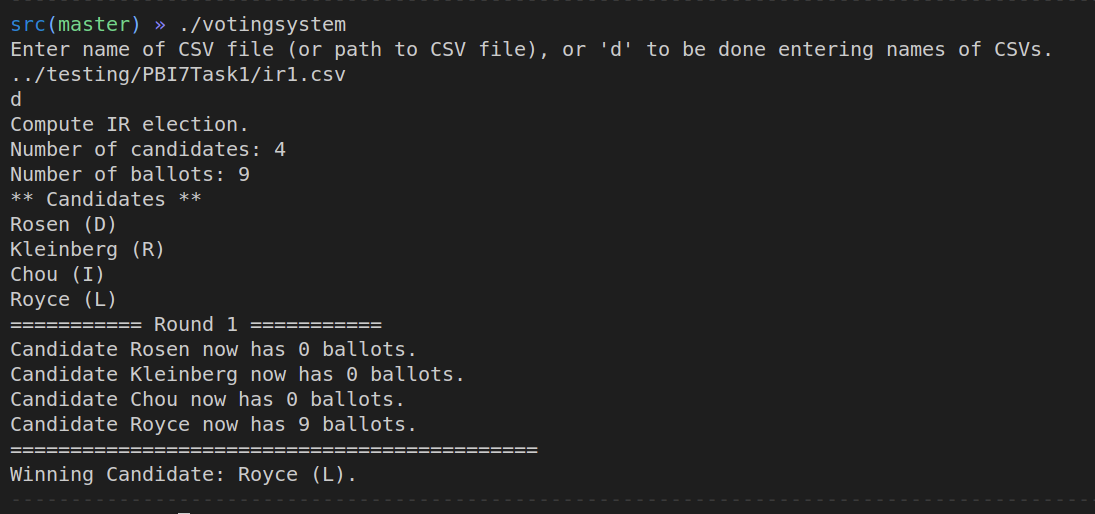 src(master) » ./votingsystem
Enter name of CSV file (or path to CSV file), or 'd' to be done entering names of CSVs.
../testing/PBI7Task1/ir1.csv
d
Compute IR election.
Number of candidates: 4
Number of ballots: 9
** Candidates **
Rosen (D)
Kleinberg (R)
Chou (I)
Royce (L)
=========== Round 1 ===========
Candidate Rosen now has 0 ballots.
Candidate Kleinberg now has 0 ballots.
Candidate Chou now has 0 ballots.
Candidate Royce now has 9 ballots.
============================================
Winning Candidate: Royce (L).